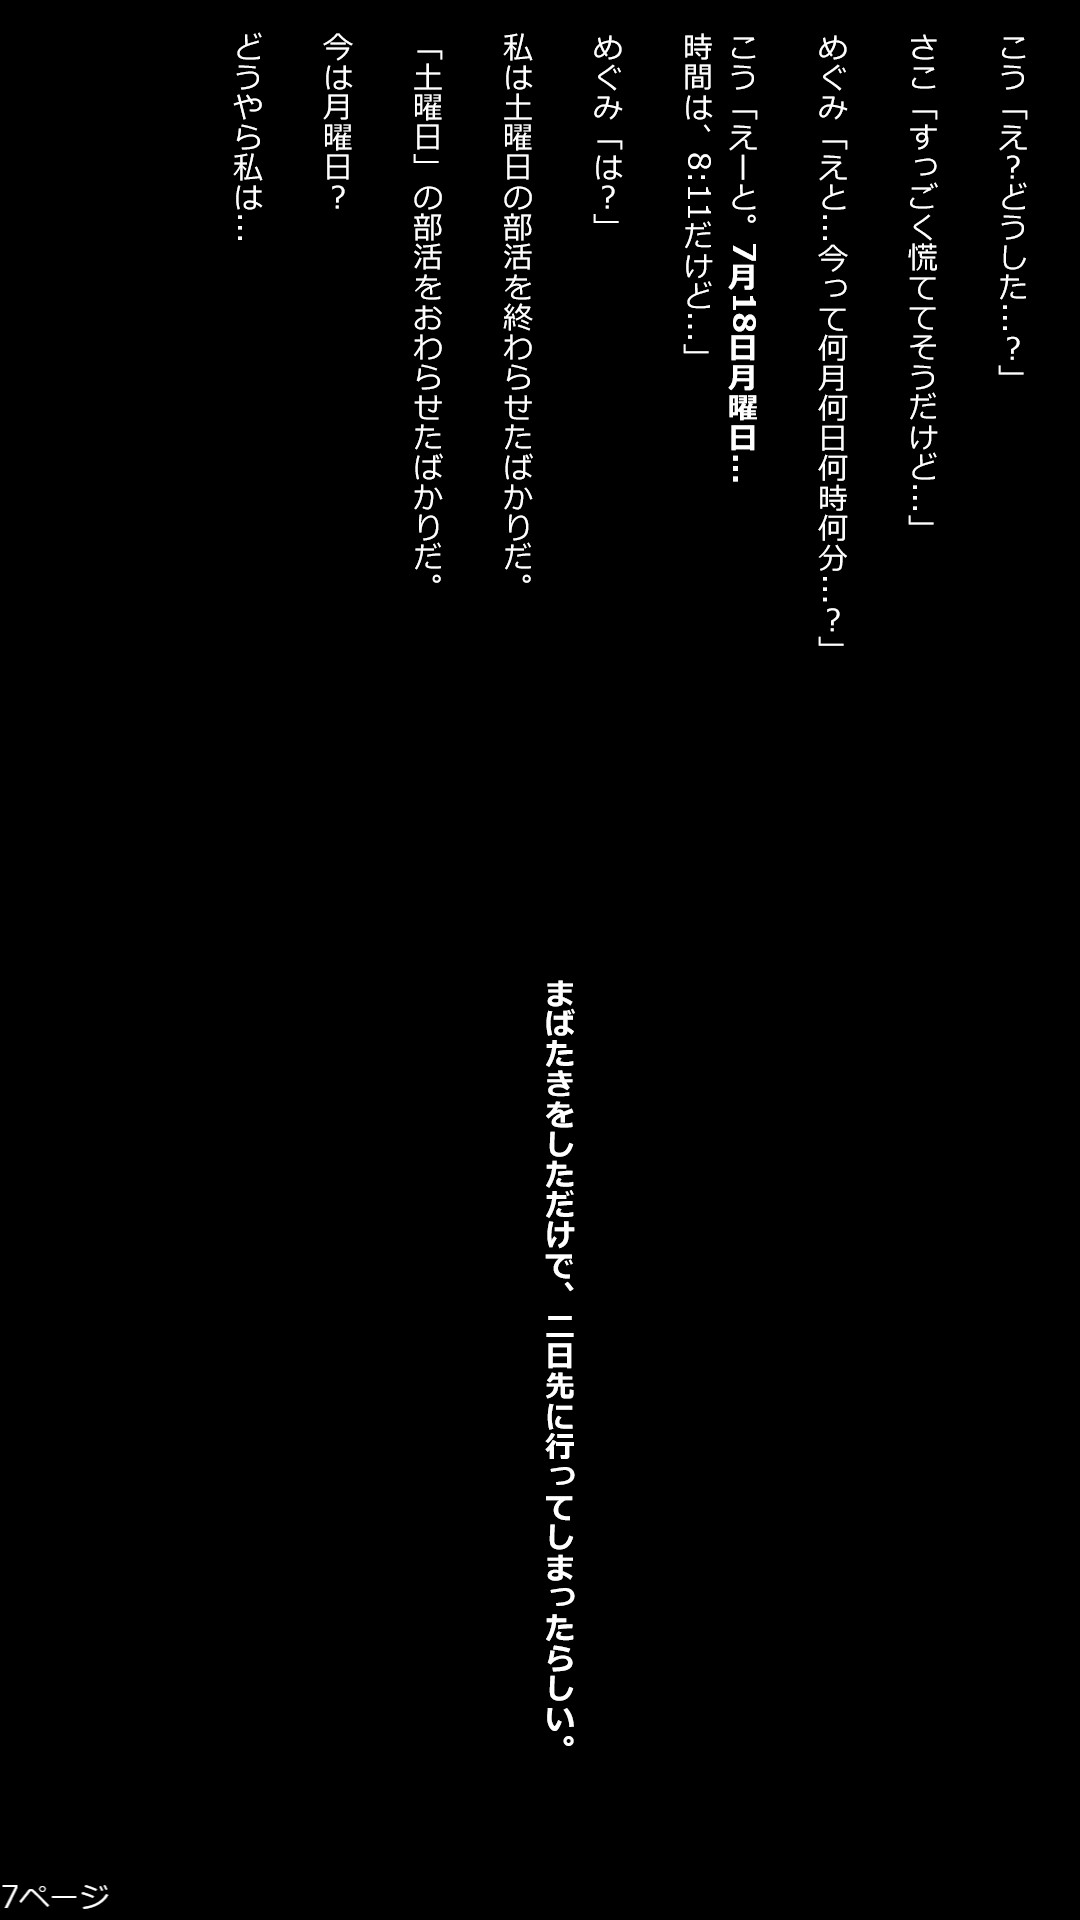 こう「え?どうした…?」
さこ「すっごく慌ててそうだけど…」
めぐみ「えと…今って何月何日何時何分…?」
こう「えーと。7月18日月曜日…
時間は、8:11だけど…」
めぐみ「は?」
私は土曜日の部活を終わらせたばかりだ。
「土曜日」の部活をおわらせたばかりだ。
今は月曜日?
どうやら私は…
まばたきをしただけで、二日先に行ってしまったらしい。
7ページ